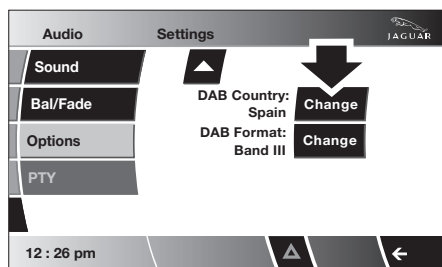 Audio
Settings
JAGUAR
Sound
Bal/Fade
DAB Country:
Spain
Change
Options
DAB Format:
Band III
Change
PTY
12 : 26 pm